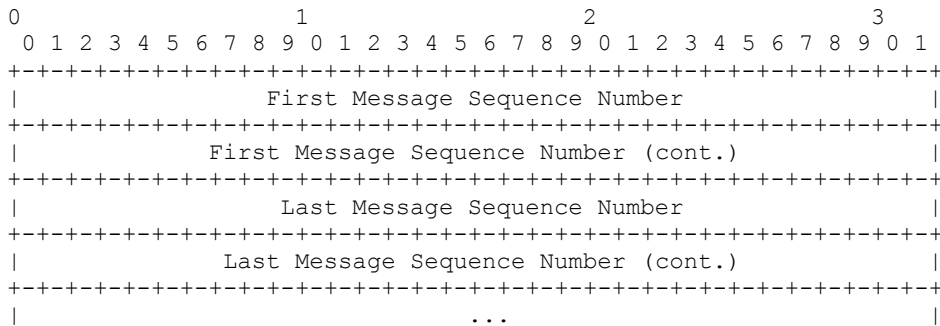 0                   1                   2                   3
 0 1 2 3 4 5 6 7 8 9 0 1 2 3 4 5 6 7 8 9 0 1 2 3 4 5 6 7 8 9 0 1
+-+-+-+-+-+-+-+-+-+-+-+-+-+-+-+-+-+-+-+-+-+-+-+-+-+-+-+-+-+-+-+-+
|                 First Message Sequence Number                 |
+-+-+-+-+-+-+-+-+-+-+-+-+-+-+-+-+-+-+-+-+-+-+-+-+-+-+-+-+-+-+-+-+
|             First Message Sequence Number (cont.)             |
+-+-+-+-+-+-+-+-+-+-+-+-+-+-+-+-+-+-+-+-+-+-+-+-+-+-+-+-+-+-+-+-+
|                  Last Message Sequence Number                 |
+-+-+-+-+-+-+-+-+-+-+-+-+-+-+-+-+-+-+-+-+-+-+-+-+-+-+-+-+-+-+-+-+
|              Last Message Sequence Number (cont.)             |
+-+-+-+-+-+-+-+-+-+-+-+-+-+-+-+-+-+-+-+-+-+-+-+-+-+-+-+-+-+-+-+-+
|                               ...                             |